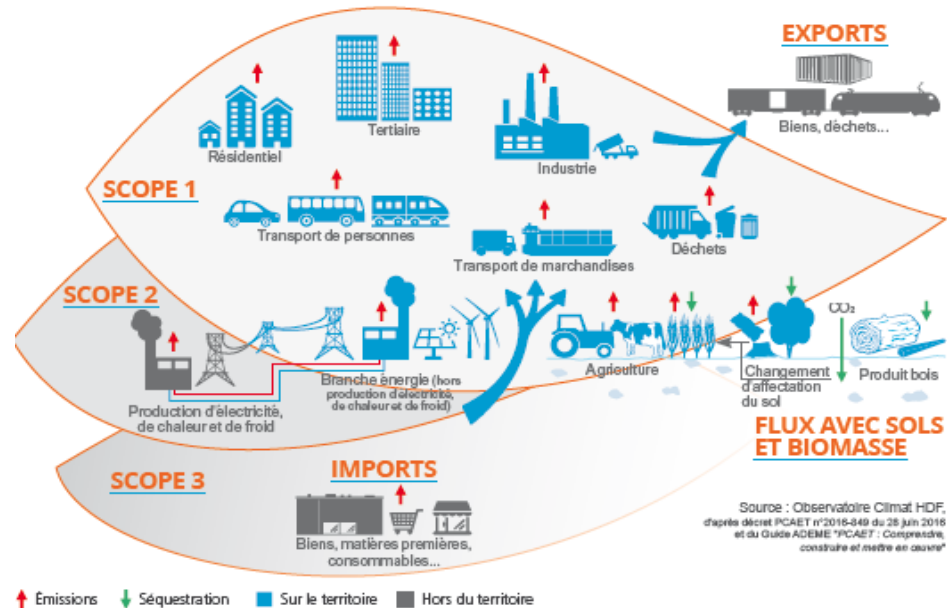 EXPORTS
Biens, déchets...
Résidentiel
Tertiaire
Industrie
SCOPE 1
Transport de personnes
Transport de marchandises
Déchets
SCOPE 2
Production d'électricité,
de chaleur et de froid
Branche énergie (hors
production d'électricité,
de chaleur et de froid)
Agriculture
Changement
d'affectation
du sol
CO₂
Produit bois
FLUX AVEC SOLS
ET BIOMASSE
SCOPE 3
IMPORTS
Biens, matières premières,
consommables...
Source : Observatoire Climat HDF,
d'après décret PCAET n°2016-849 du 28 juin 2016
et du Guide ADEME "PCAET : Comprendre,
construire et mettre en œuvre"
Émissions
Séquestration
Sur le territoire
Hors du territoire